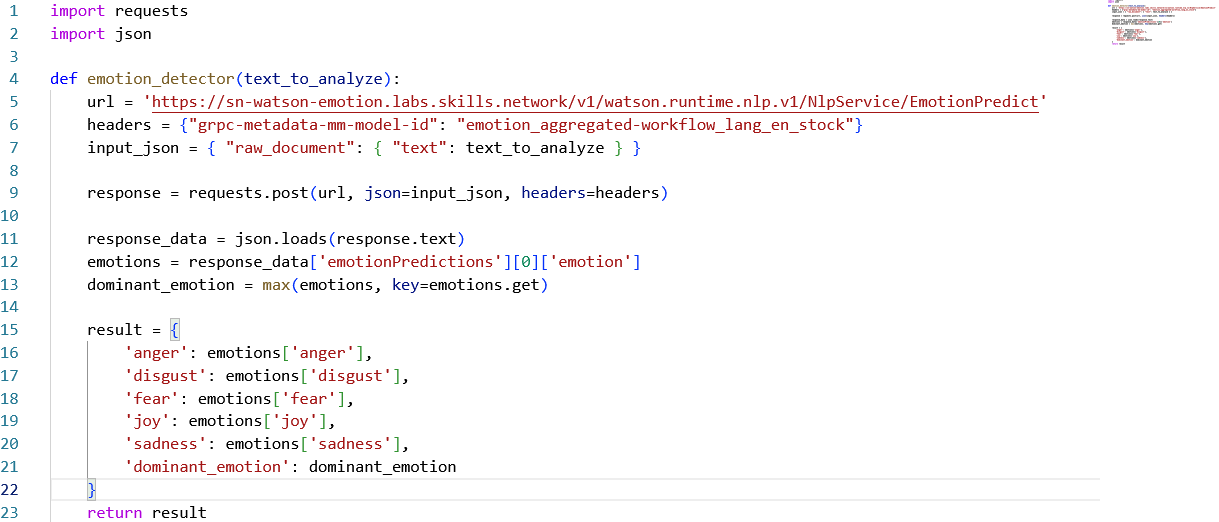 1 import requests
2 import json
3
4 def emotion_detector(text_to_analyze):
5     url = 'https://sn-watson-emotion.labs.skills.network/v1/watson.runtime.nlp.v1/NlpService/EmotionPredict'
6     headers = {"grpc-metadata-mm-model-id": "emotion_aggregated-workflow_lang_en_stock"}
7     input_json = { "raw_document": { "text": text_to_analyze } }
8
9     response = requests.post(url, json=input_json, headers=headers)
10
11     response_data = json.loads(response.text)
12     emotions = response_data['emotionPredictions'][0]['emotion']
13     dominant_emotion = max(emotions, key=emotions.get)
14
15     result = {
16         'anger': emotions['anger'],
17         'disgust': emotions['disgust'],
18         'fear': emotions['fear'],
19         'joy': emotions['joy'],
20         'sadness': emotions['sadness'],
21         'dominant_emotion': dominant_emotion
22     }
23     return result